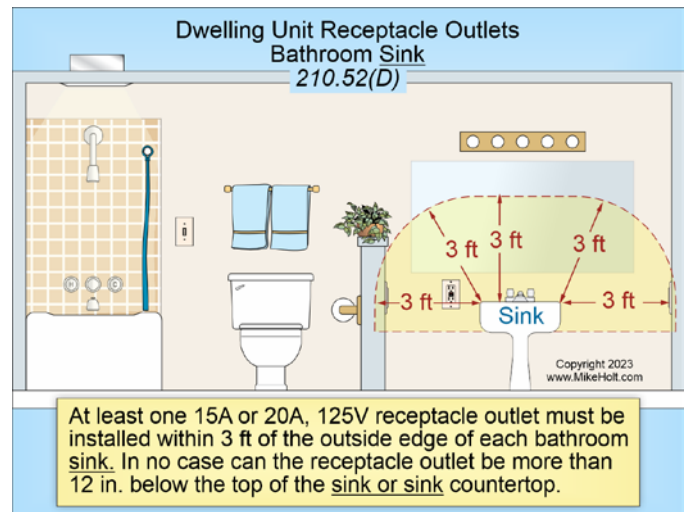 Dwelling Unit Receptacle Outlets
Bathroom Sink
210.52(D)
3 ft
3 ft
3 ft
3 ft
3 ft
Sink
Copyright 2023
www.MikeHolt.com
At least one 15A or 20A, 125V receptacle outlet must be
installed within 3 ft of the outside edge of each bathroom
sink. In no case can the receptacle outlet be more than
12 in. below the top of the sink or sink countertop.